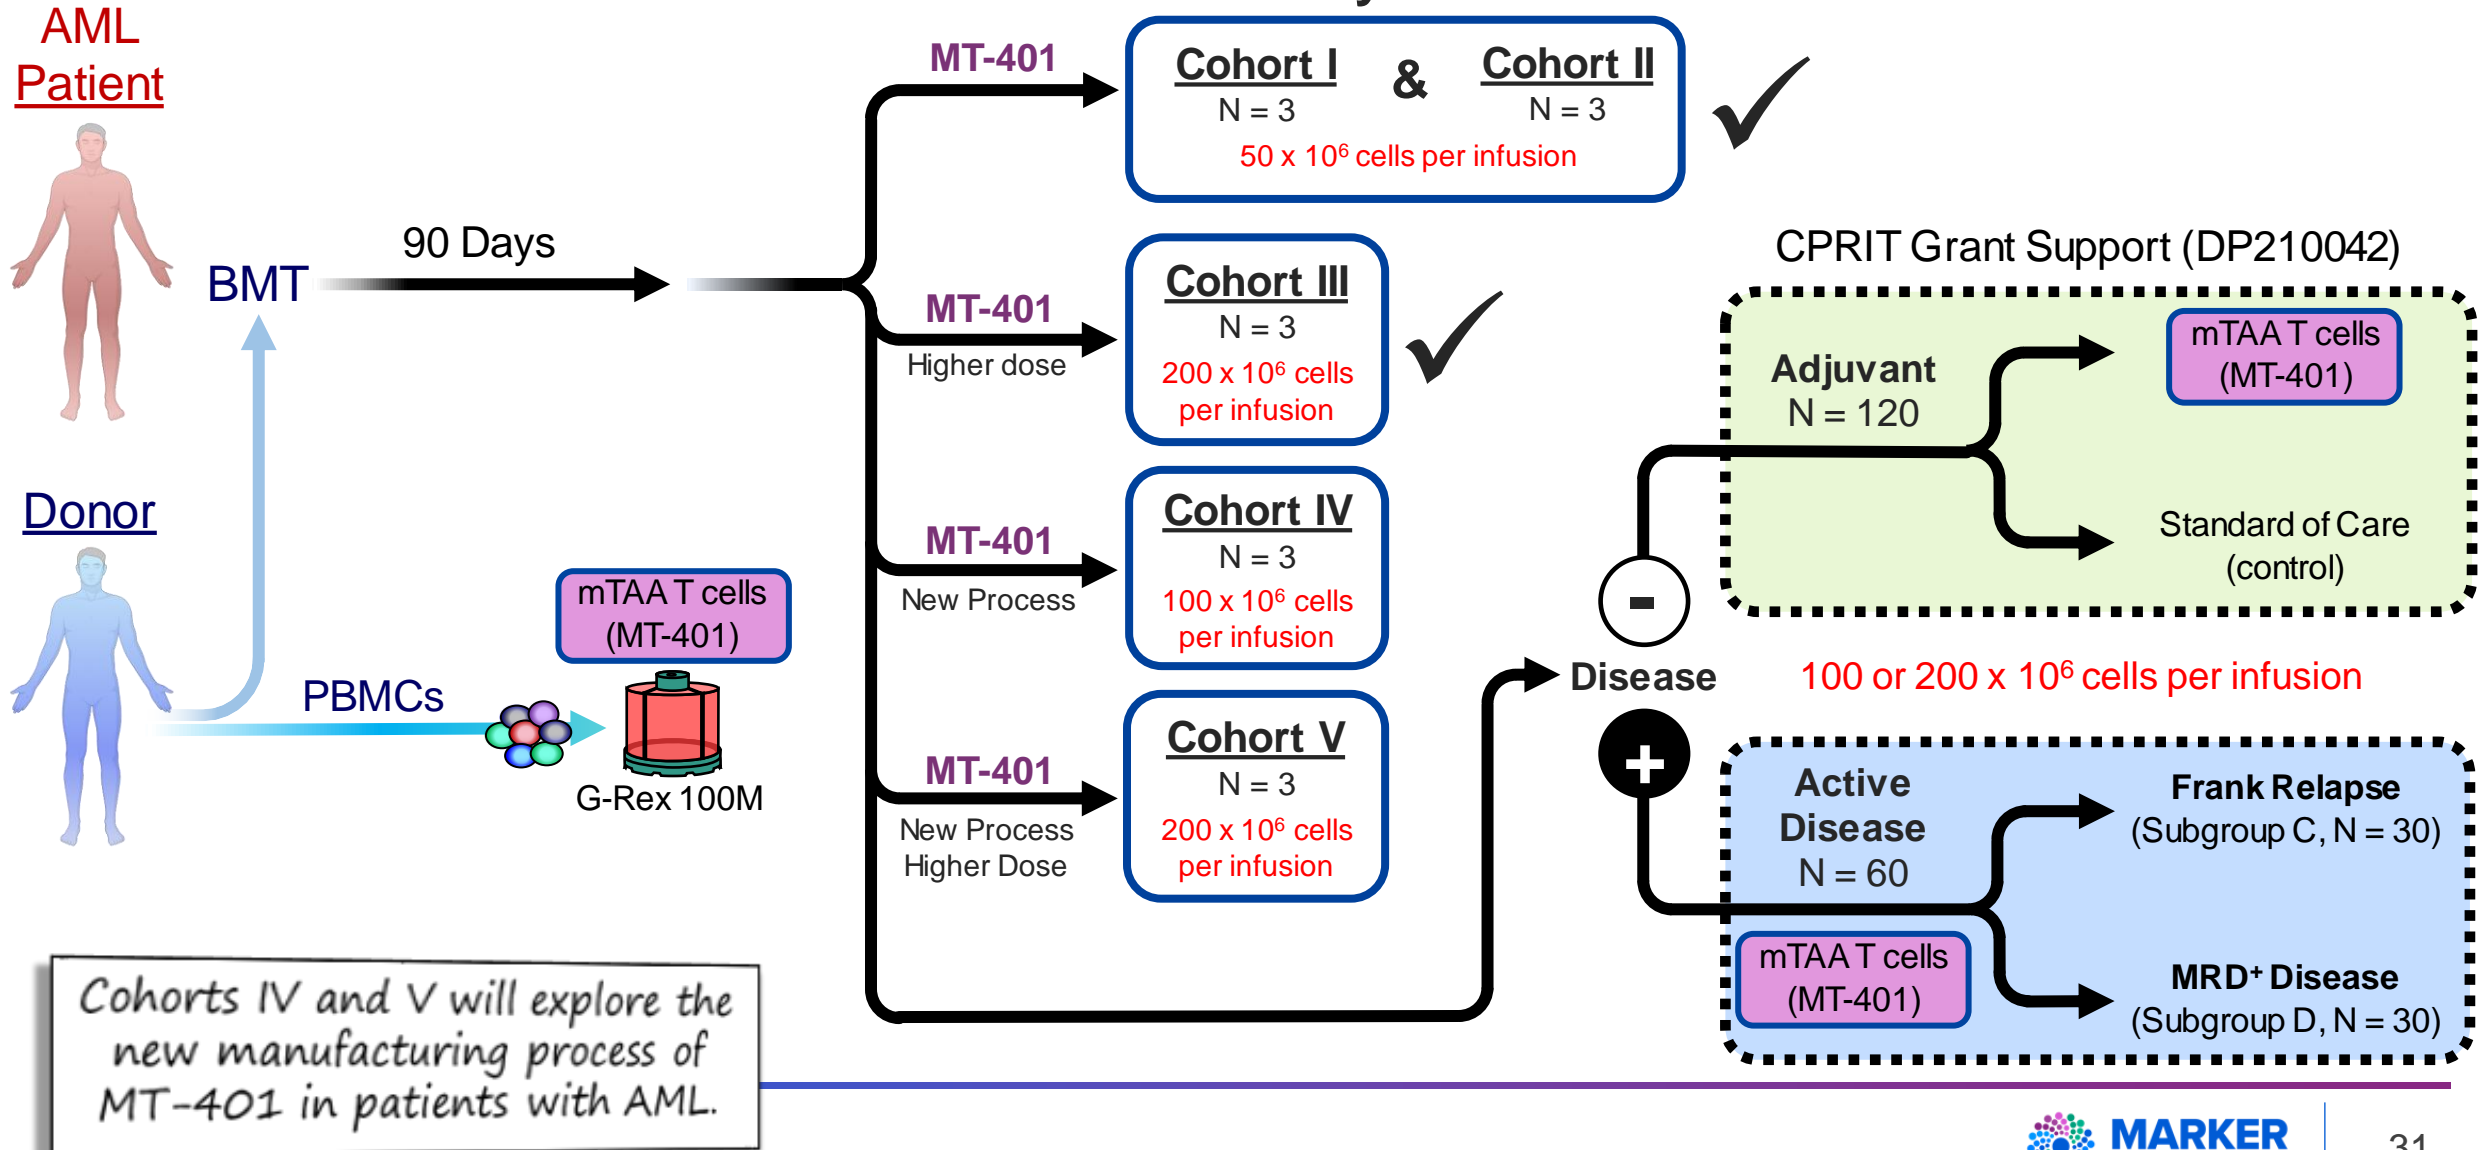 AML
Patient
BMT
90 Days
Donor
PBMCs
mTAA T cells
(MT-401)
G-Rex 100M
MT-401
Cohort I
N = 3
&
Cohort II
N = 3
50 x 10⁶ cells per infusion
MT-401
Higher dose
Cohort III
N = 3
200 x 10⁶ cells
per infusion
MT-401
New Process
Cohort IV
N = 3
100 x 10⁶ cells
per infusion
MT-401
New Process
Higher Dose
Cohort V
N = 3
200 x 10⁶ cells
per infusion
CPRIT Grant Support (DP210042)
Adjuvant
N = 120
mTAA T cells
(MT-401)
Standard of Care
(control)
-
Disease
+
100 or 200 x 10⁶ cells per infusion
Active
Disease
N = 60
mTAA T cells
(MT-401)
Frank Relapse
(Subgroup C, N = 30)
MRD⁺ Disease
(Subgroup D, N = 30)
Cohorts IV and V will explore the
new manufacturing process of
MT-401 in patients with AML.
MARKER
31